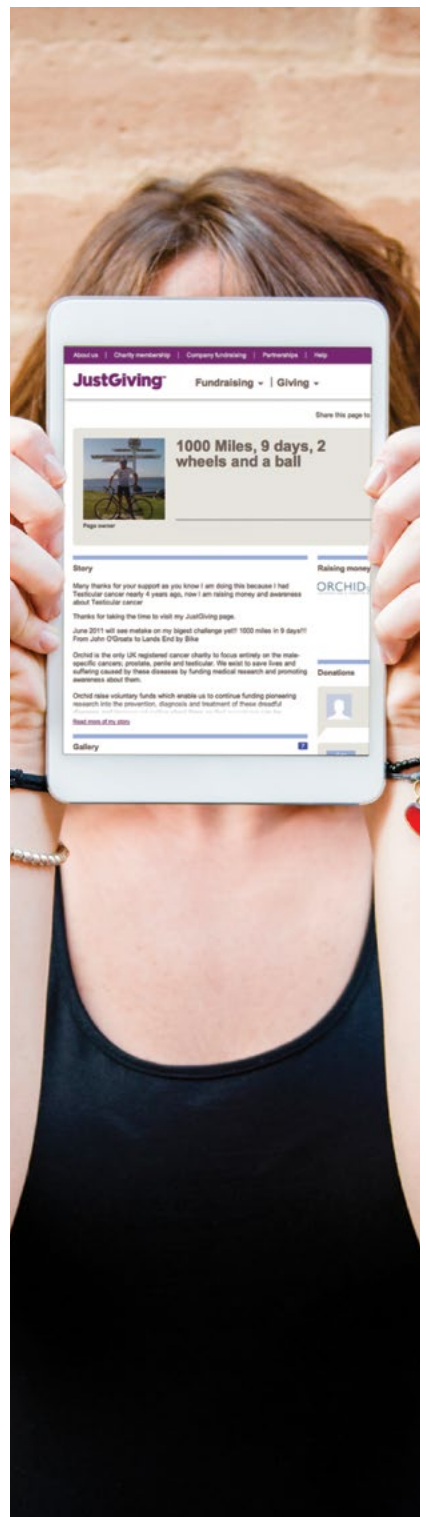 About us | Charity membership | Company fundraising | Partnerships | Help
JustGiving™
Fundraising | Giving
Share this page to
1000 Miles, 9 days, 2
wheels and a ball
Page owner
Story
Many thanks for your support as you know I am doing this because I had
Testicular cancer nearly 4 years ago, now I am raising money and awareness
about Testicular cancer
Thanks for taking the time to visit my JustGiving page.
June 2011 will see metake on my bigest challenge yet!! 1000 miles in 9 days!!!
From John O'Groats to Lands End by Bike
Orchid is the only UK registered cancer charity to focus entirely on the male-
specific cancers; prostate, penile and testicular. We exist to save lives and
suffering caused by these diseases by funding medical research and promoting
awareness about them.
Orchid raise voluntary funds which enable us to continue funding pioneering
research into the prevention, diagnosis and treatment of these dreadful
Read more of my story
Gallery
7
Raising money
ORCHID
Donations